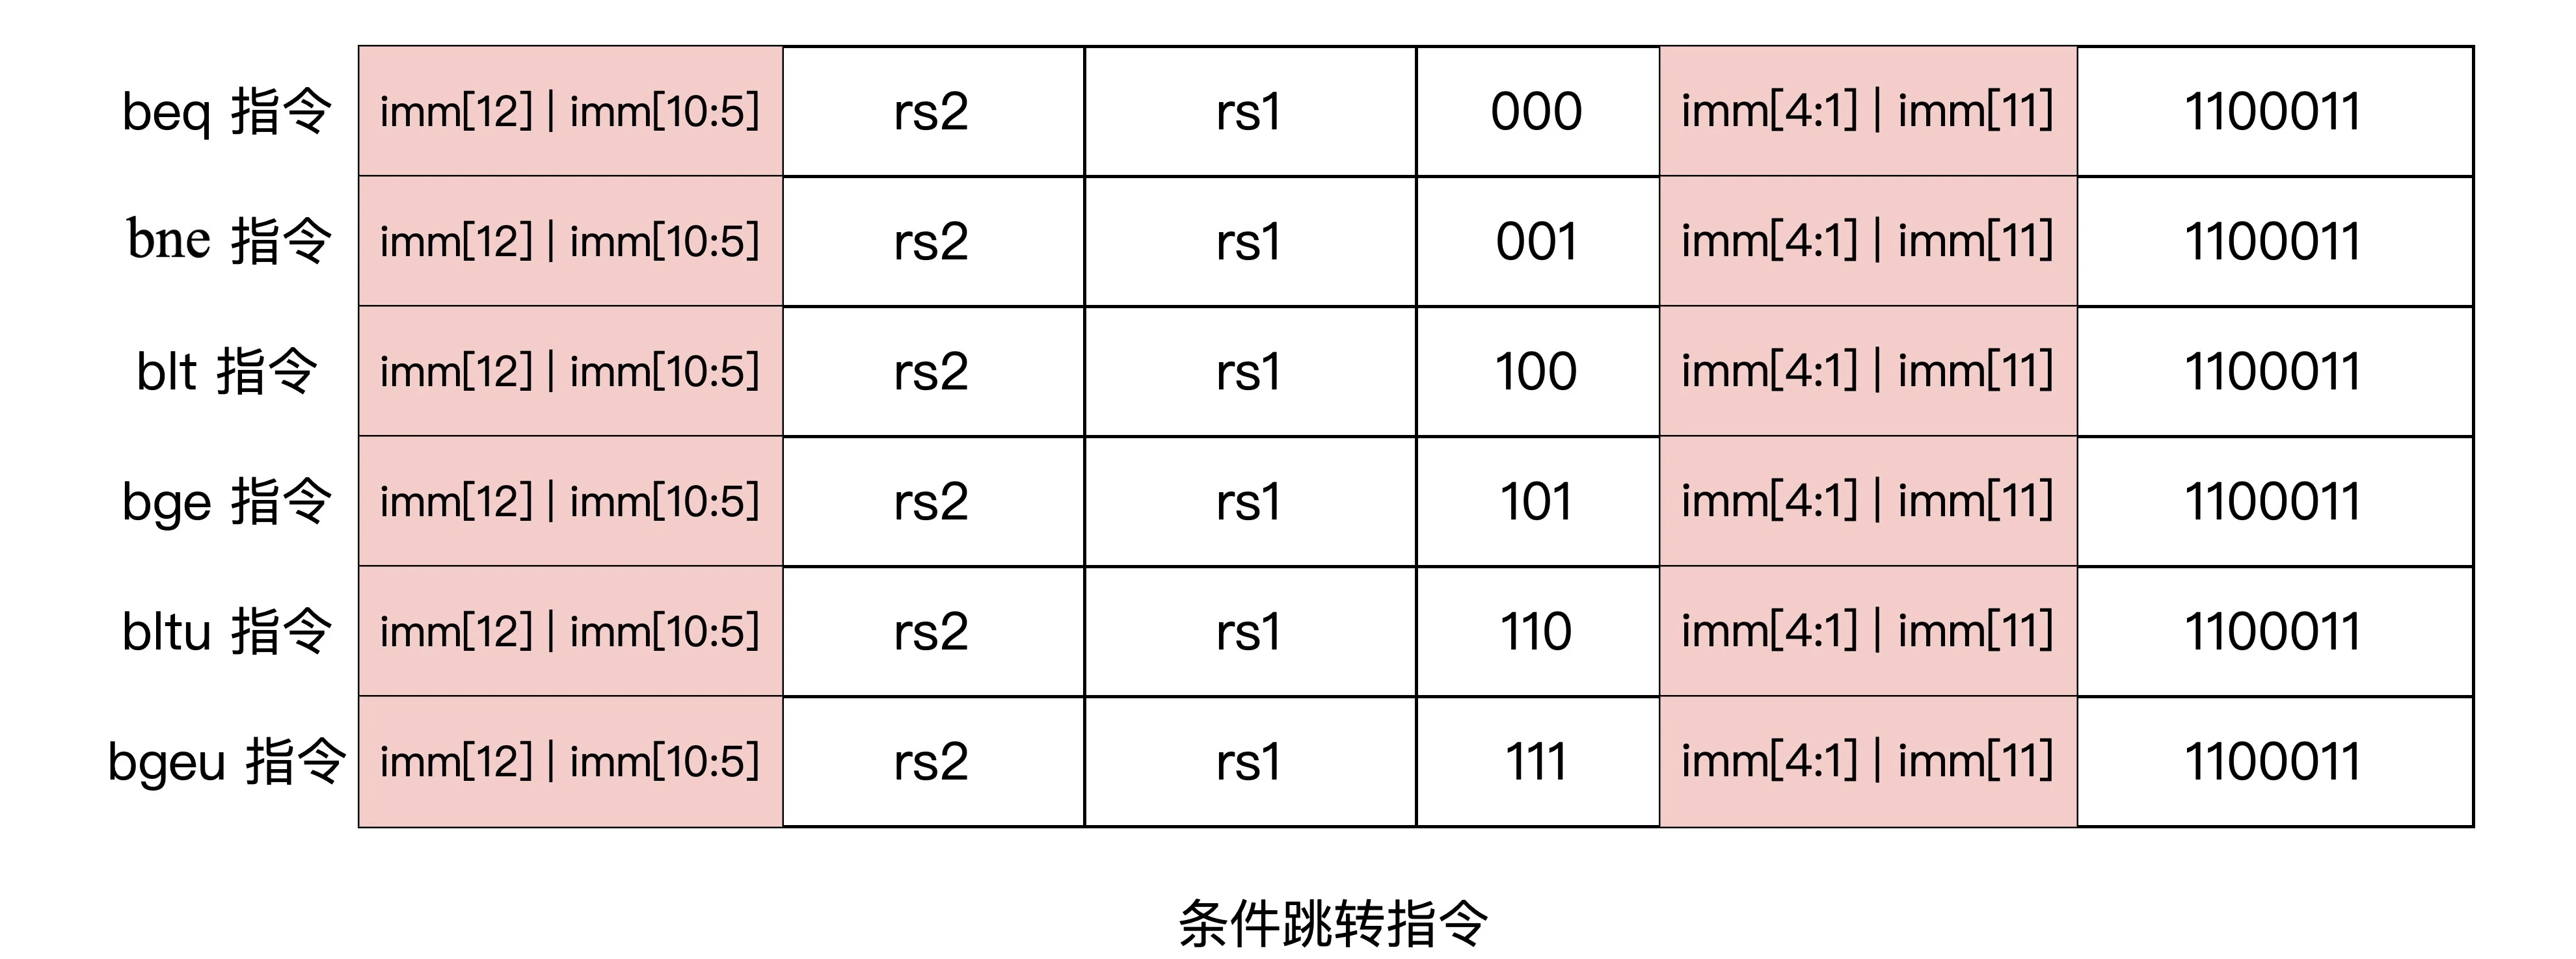 beq 指令 imm[12] | imm[10:5] rs2 rs1 000 imm[4:1] | imm[11] 1100011
bne 指令 imm[12] | imm[10:5] rs2 rs1 001 imm[4:1] | imm[11] 1100011
blt 指令 imm[12] | imm[10:5] rs2 rs1 100 imm[4:1] | imm[11] 1100011
bge 指令 imm[12] | imm[10:5] rs2 rs1 101 imm[4:1] | imm[11] 1100011
bltu 指令 imm[12] | imm[10:5] rs2 rs1 110 imm[4:1] | imm[11] 1100011
bgeu 指令 imm[12] | imm[10:5] rs2 rs1 111 imm[4:1] | imm[11] 1100011
条件跳转指令